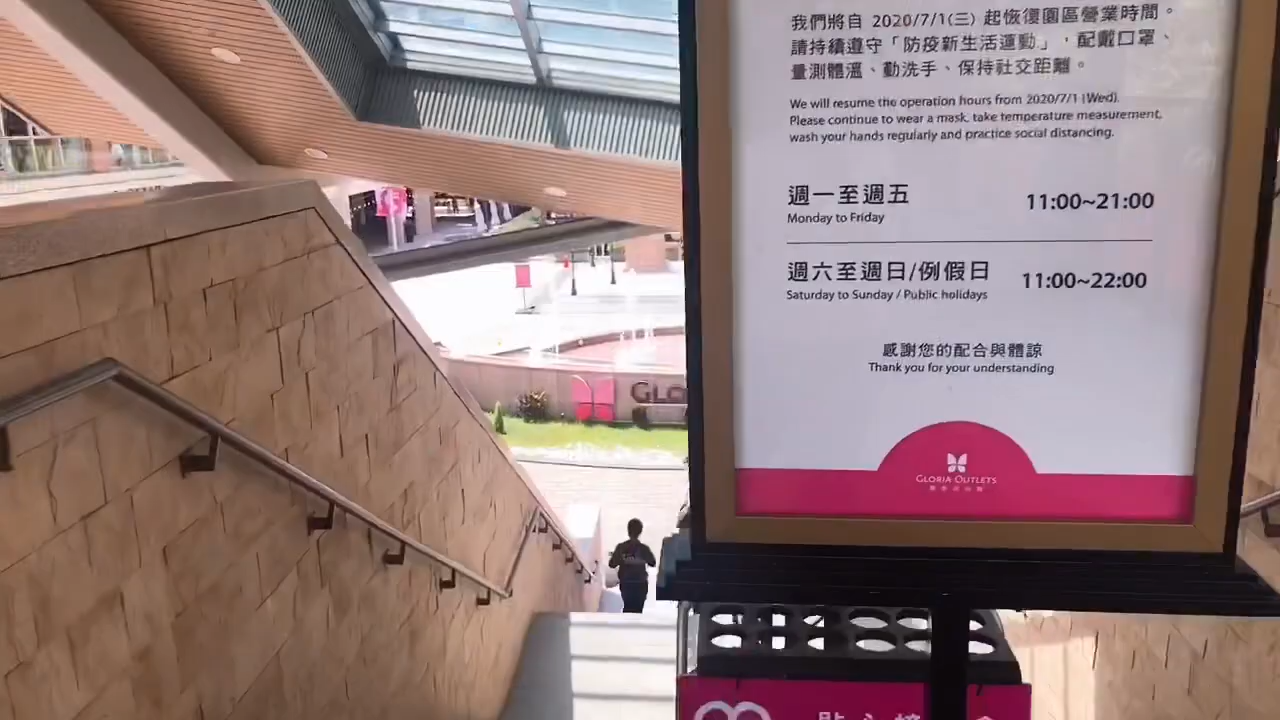 我們將自 2020/7/1(三) 起恢復園區營業時間。
請持續遵守「防疫新生活運動」，配戴口罩、
量測體溫、勤洗手、保持社交距離。
We will resume the operation hours from 2020/7/1 (Wed).
Please continue to wear a mask, take temperature measurement,
wash your hands regularly and practice social distancing.
週一至週五
Monday to Friday
11:00~21:00
週六至週日/例假日
Saturday to Sunday / Public holidays
11:00~22:00
感謝您的配合與體諒
Thank you for your understanding
GLORIA OUTLETS
GLO